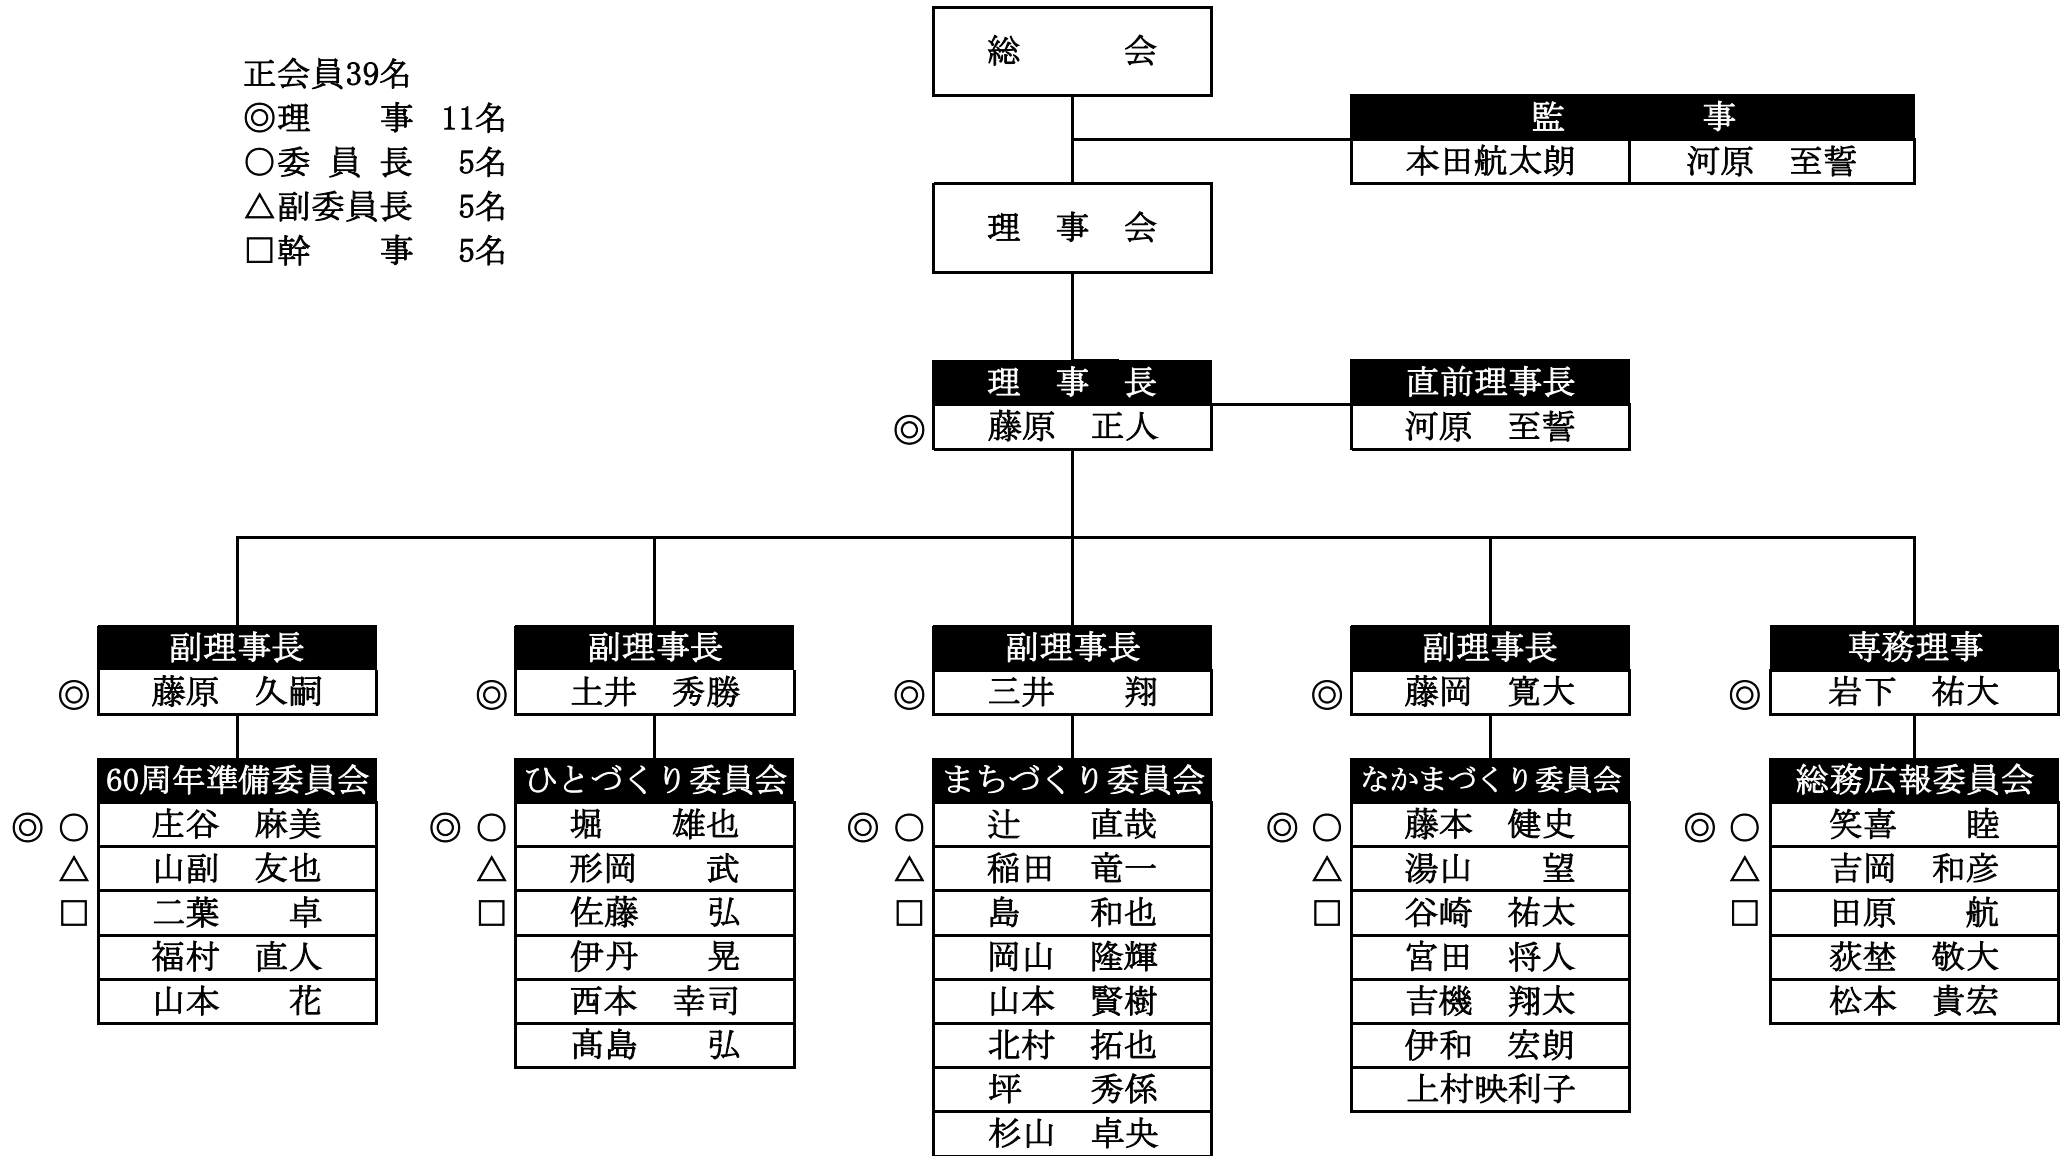 総　　　会
正会員39名
◎理　　事　11名
○委 員 長　5名
△副委員長　5名
□幹　　事　5名
監　　　　事
本田航太朗　河原　至誓
理　事　会
理　事　長
◎ 藤原　正人
直前理事長
河原　至誓
副理事長
◎ 藤原　久嗣
60周年準備委員会
◎ ○ 庄谷　麻美
△ 山副　友也
□ 二葉　　卓
福村　直人
山本　　花
副理事長
◎ 土井　秀勝
ひとづくり委員会
◎ ○ 堀　　雄也
△ 形岡　　武
□ 佐藤　　弘
伊丹　　晃
西本　幸司
髙島　　弘
副理事長
◎ 三井　　翔
まちづくり委員会
◎ ○ 辻　　直哉
△ 稲田　竜一
□ 島　　和也
岡山　隆輝
山本　賢樹
北村　拓也
坪　　秀係
杉山　卓央
副理事長
◎ 藤岡　寛大
なかまづくり委員会
◎ ○ 藤本　健史
△ 湯山　　望
□ 谷崎　祐太
宮田　将人
吉機　翔太
伊和　宏朗
上村映利子
専務理事
◎ 岩下　祐大
総務広報委員会
◎ ○ 笑喜　　睦
△ 吉岡　和彦
□ 田原　　航
荻埜　敬大
松本　貴宏